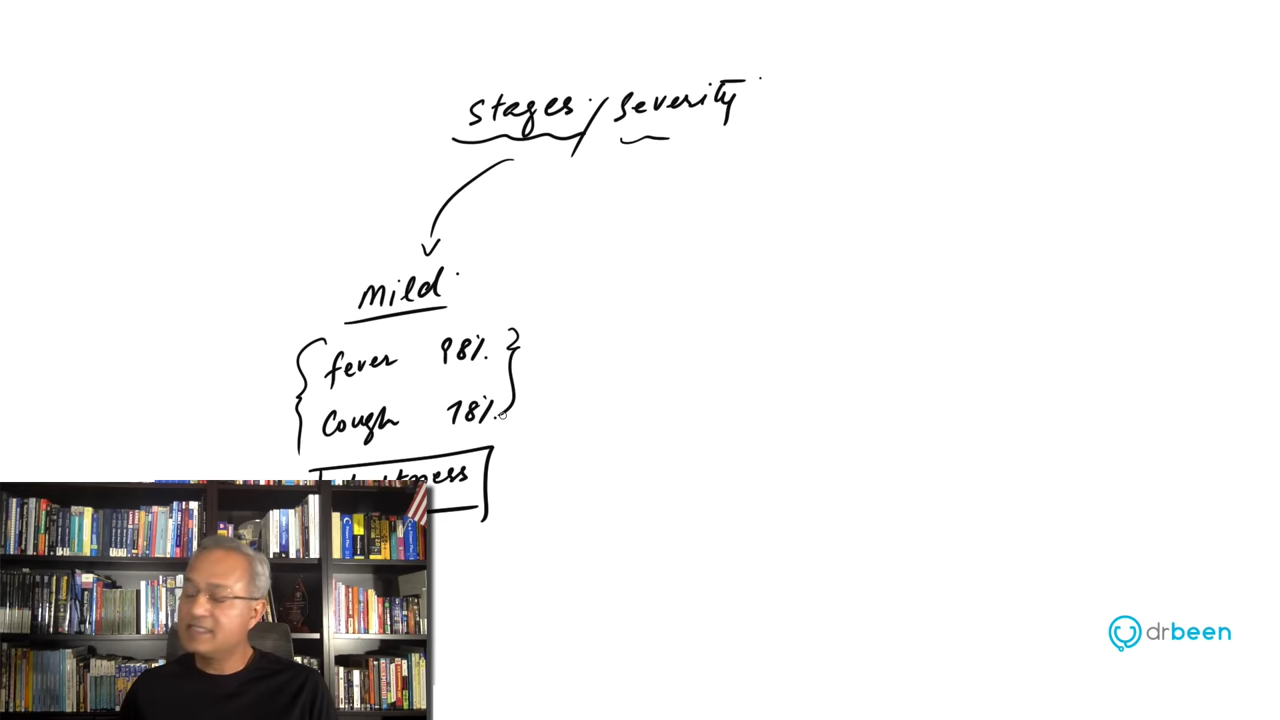 stages / severity
Mild
fever 98%.
Cough 78%.
drbeen